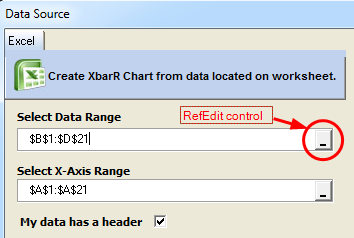 Data Source
Excel
Create XbarR Chart from data located on worksheet.
Select Data Range
RefEdit control
$B$1:$D$21
Select X-Axis Range
$A$1:$A$21
My data has a header